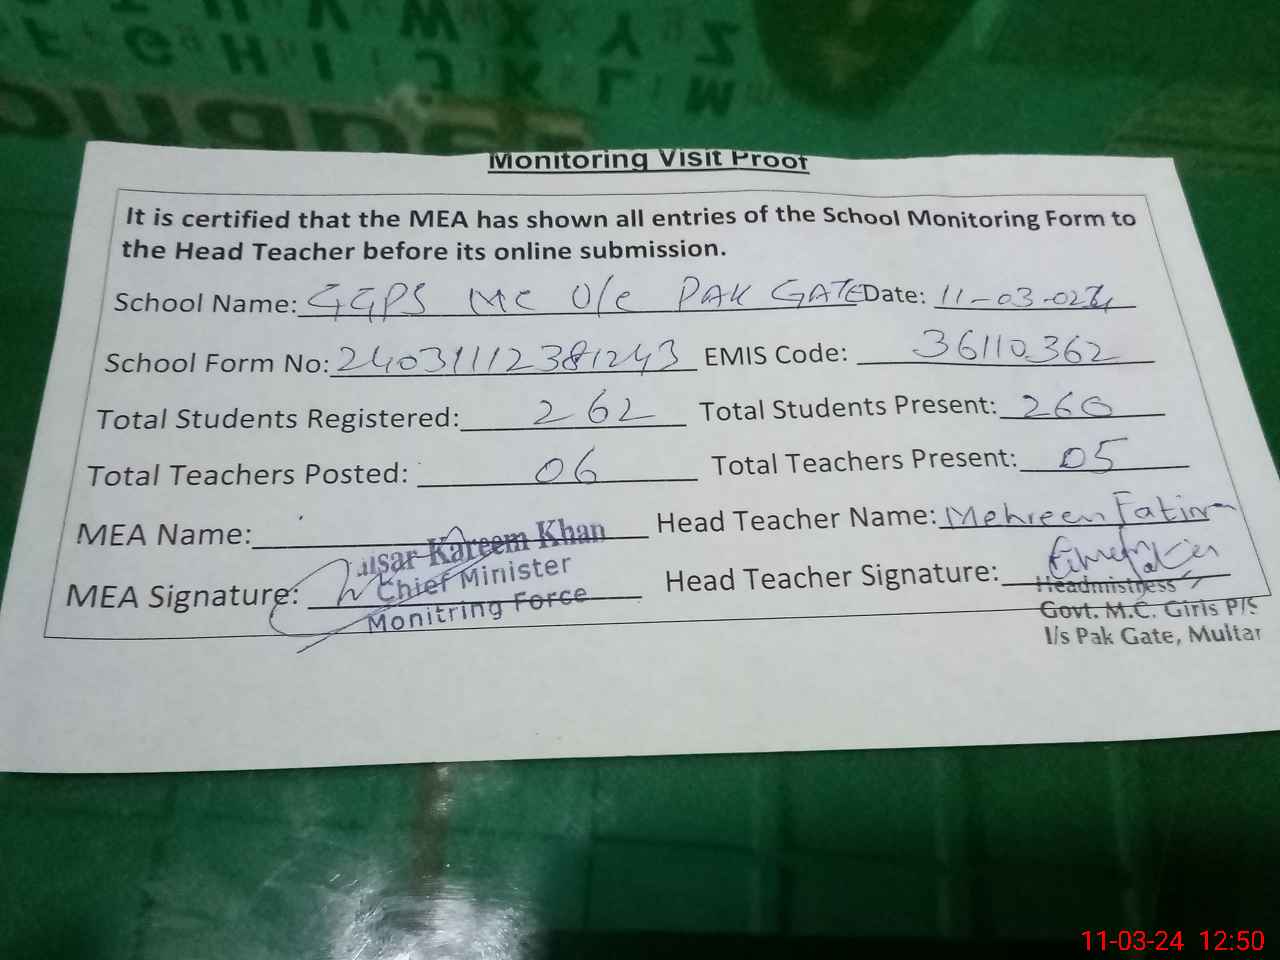 Monitoring Visit Proof
It is certified that the MEA has shown all entries of the School Monitoring Form to
the Head Teacher before its online submission.
School Name: GGPS MC O/C PAK GATE Date: 11-03-024
School Form No: 24031112381243 EMIS Code: 36110362
Total Students Registered: 262 Total Students Present: 260
Total Teachers Posted: 06 Total Teachers Present: 05
MEA Name: Kareem Khan Head Teacher Name: Mehreen Fatima
Chief Minister
MEA Signature: Head Teacher Signature:
Monitring Force
Headmistress
Govt. M.C. Girls P/S
I/s Pak Gate, Multan
11-03-24 12:50